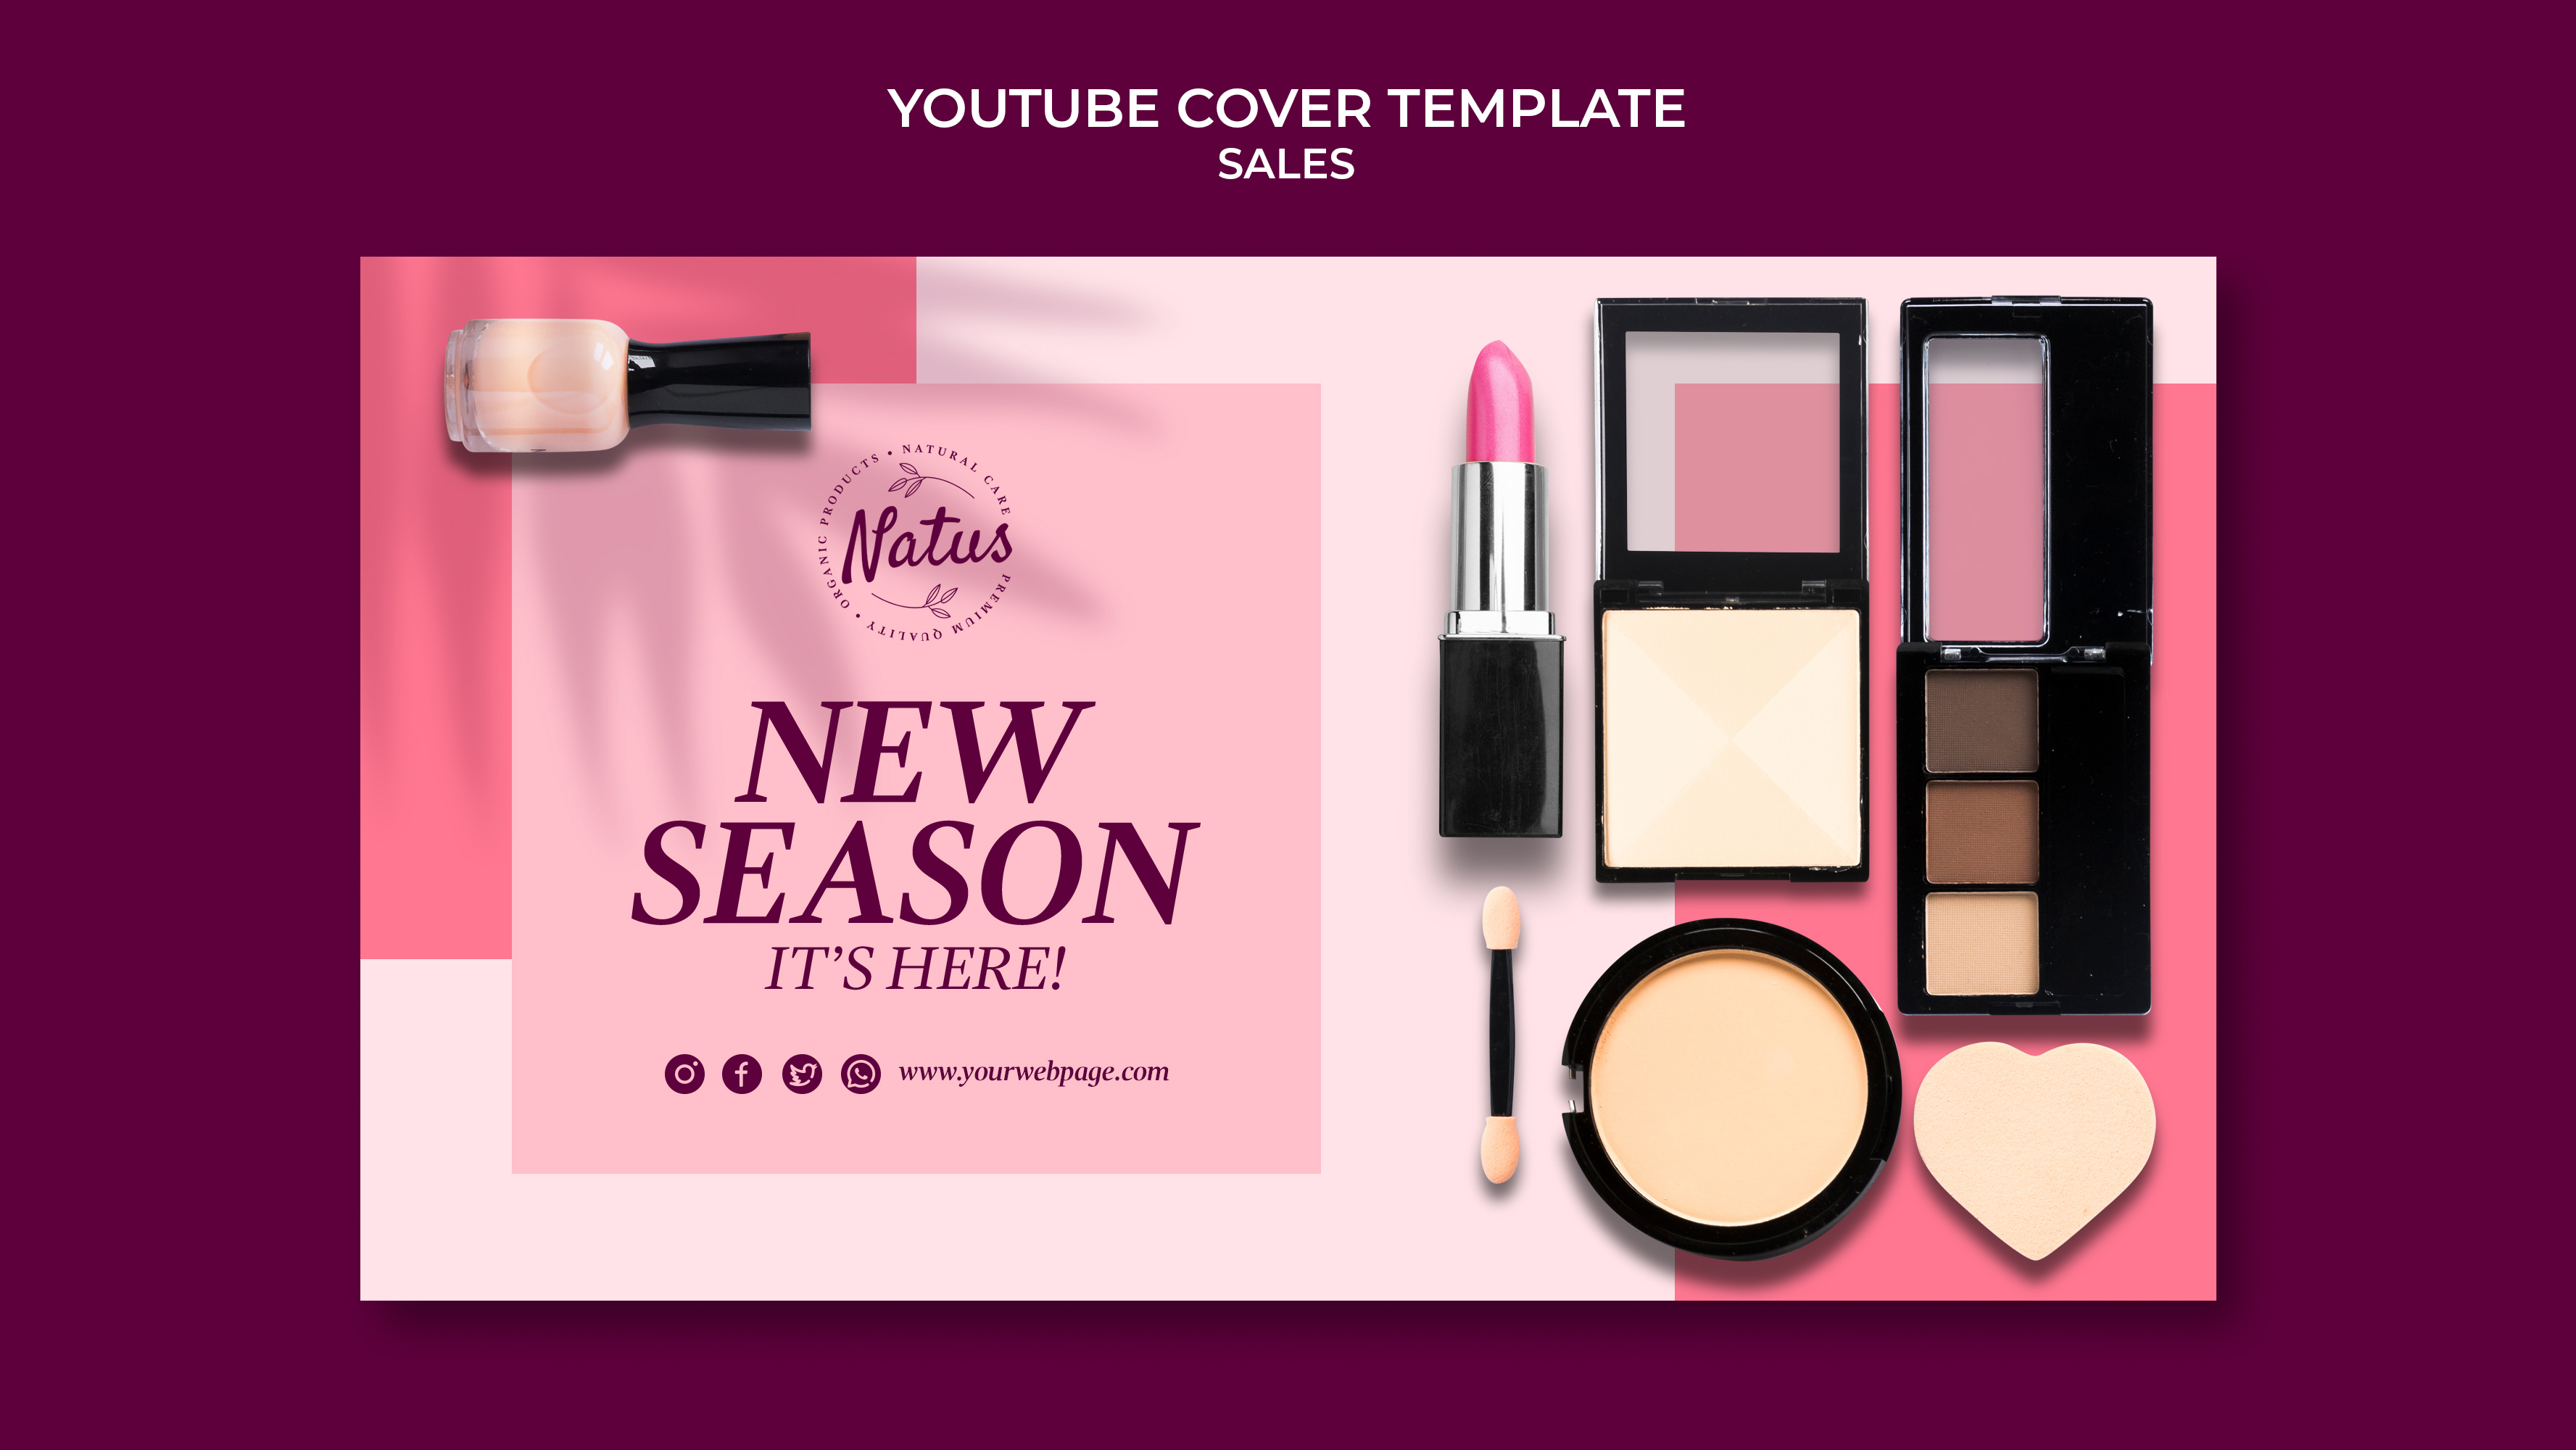 YOUTUBE COVER TEMPLATE
SALES
ORGANIC PRODUCTS • NATURAL CARE
Natus
PREMIUM QUALITY •
NEW
SEASON
IT’S HERE!
www.yourwebpage.com